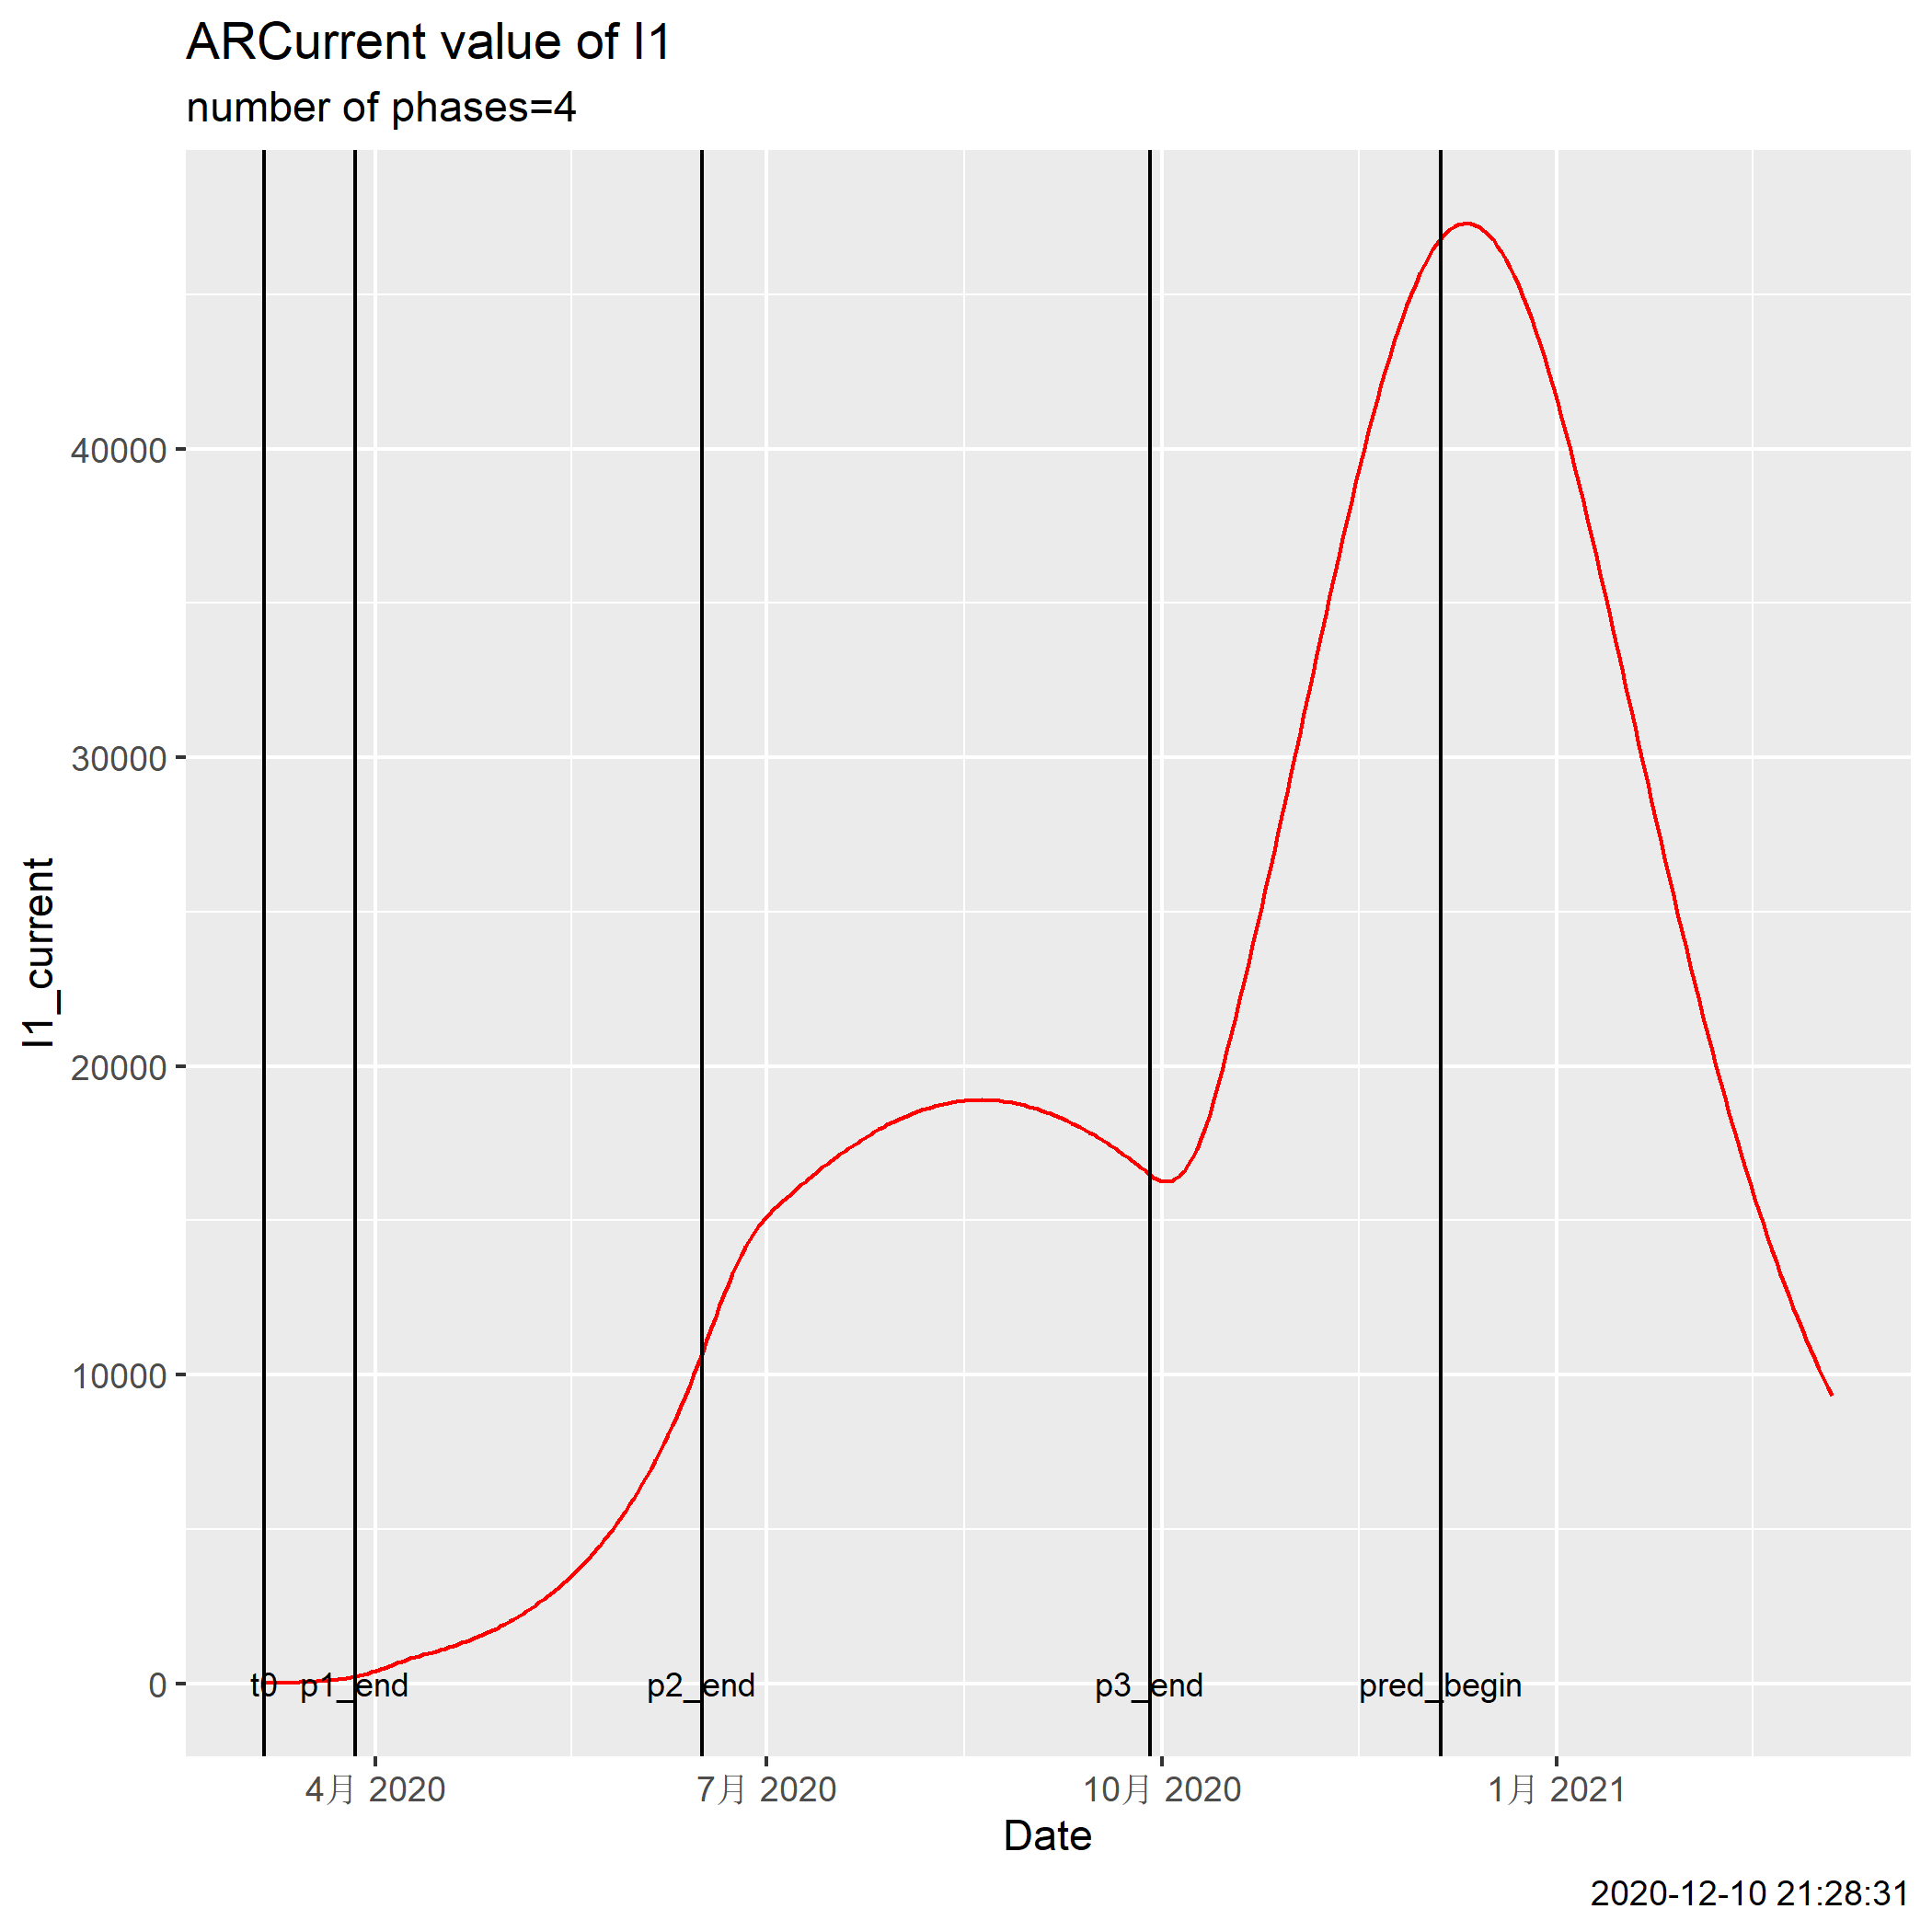 ARCurrent value of I1
number of phases=4
I1_current
40000
30000
20000
10000
0
t0 p1_end p2_end p3_end pred_begin
4月 2020 7月 2020 10月 2020 1月 2021
Date
2020-12-10 21:28:31